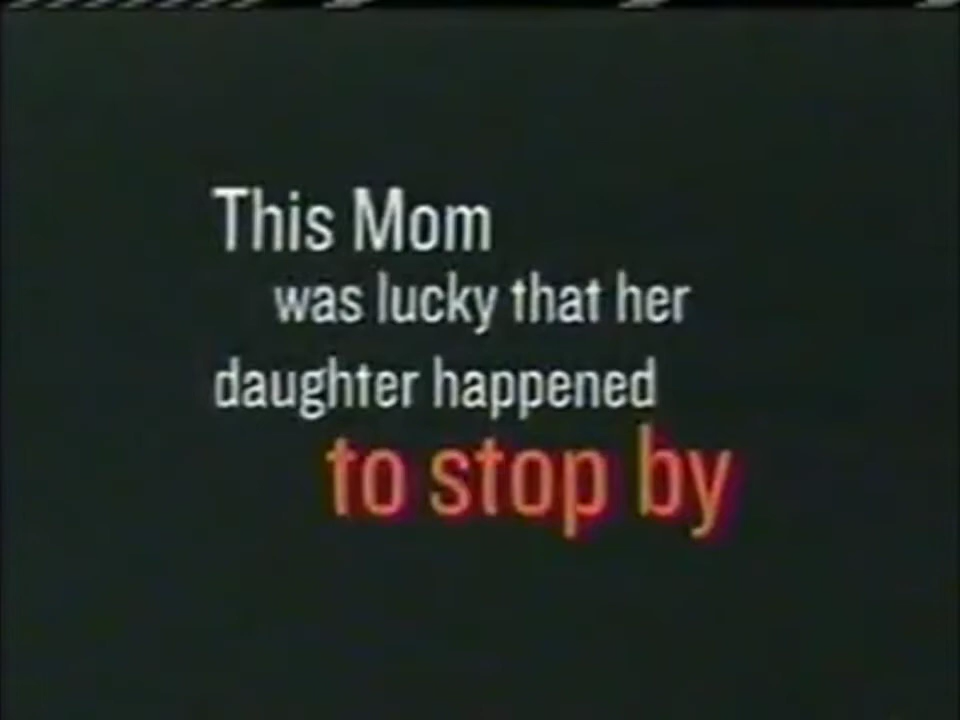 This Mom
was lucky that her
daughter happened
to stop by